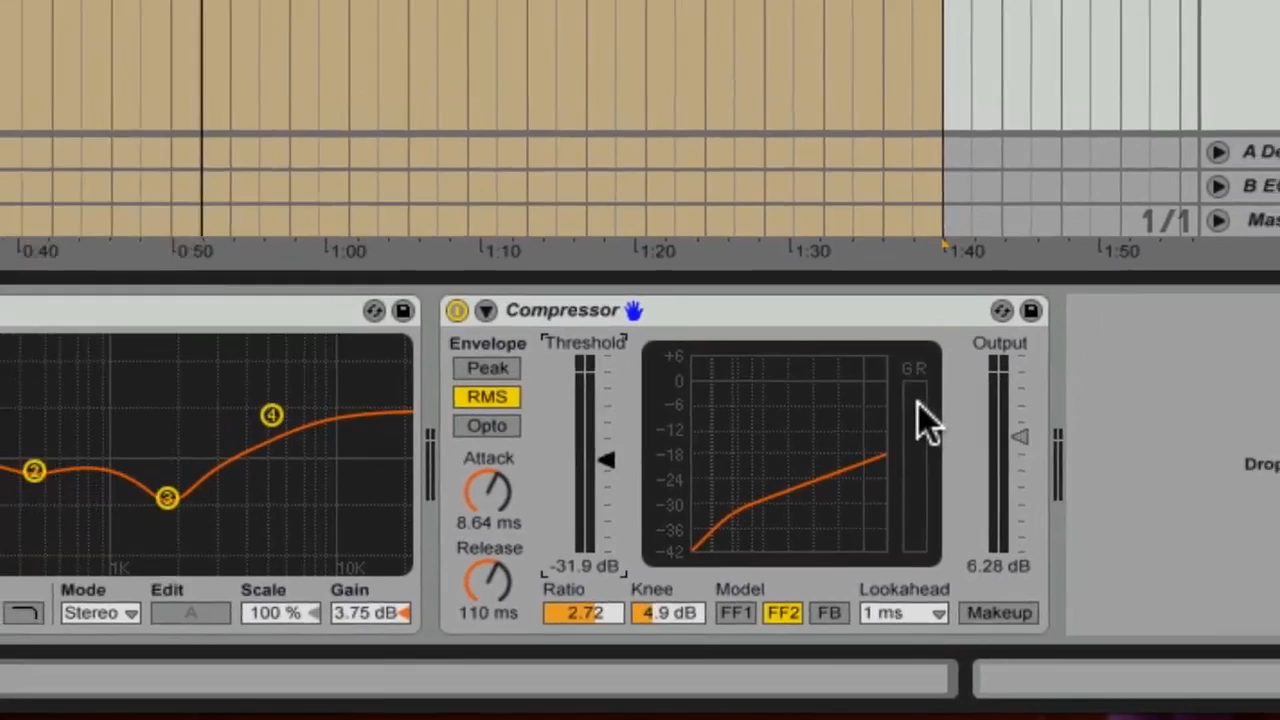 A De
B E
1/1
Mas
0:40
0:50
1:00
1:10
1:20
1:30
1:40
1:50
Compressor
Envelope
Peak
RMS
Opto
Attack
8.64 ms
Release
110 ms
Threshold
-31.9 dB
Ratio
2.72
Knee
4.9 dB
+6
0
-6
-12
-18
-24
-30
-36
-42
GR
Model
FF1
FF2
FB
Lookahead
1 ms
Output
6.28 dB
Makeup
2
3
4
1K
10K
Mode
Stereo
Edit
A
Scale
100 %
Gain
3.75 dB
Drop